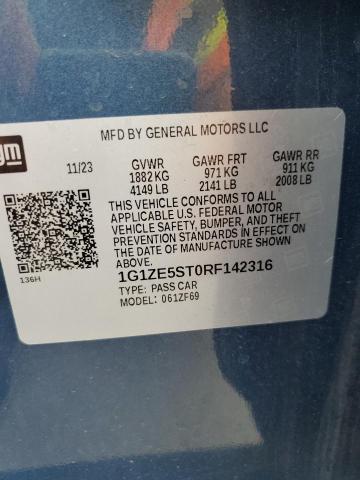 gm
MFD BY GENERAL MOTORS LLC
11/23 GVWR GAWR FRT GAWR RR
1882 KG 971 KG 911 KG
4149 LB 2141 LB 2008 LB
THIS VEHICLE CONFORMS TO ALL
APPLICABLE U.S. FEDERAL MOTOR
VEHICLE SAFETY, BUMPER, AND THEFT
PREVENTION STANDARDS IN EFFECT ON
THE DATE OF MANUFACTURE SHOWN
ABOVE.
136H
1G1ZE5ST0RF142316
TYPE: PASS CAR
MODEL: 061ZF69